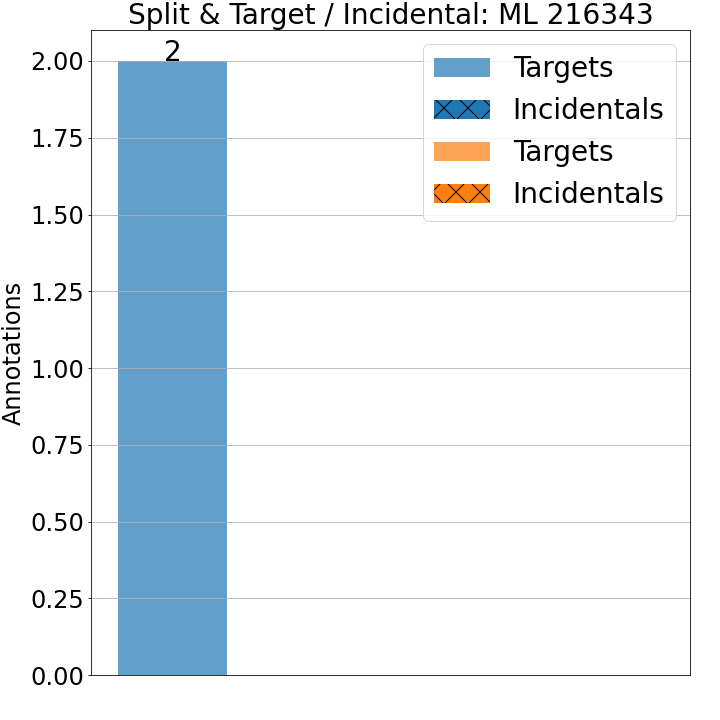 Split & Target / Incidental: ML 216343
2
Targets
Incidentals
Targets
Incidentals
Annotations
2.00
1.75
1.50
1.25
1.00
0.75
0.50
0.25
0.00